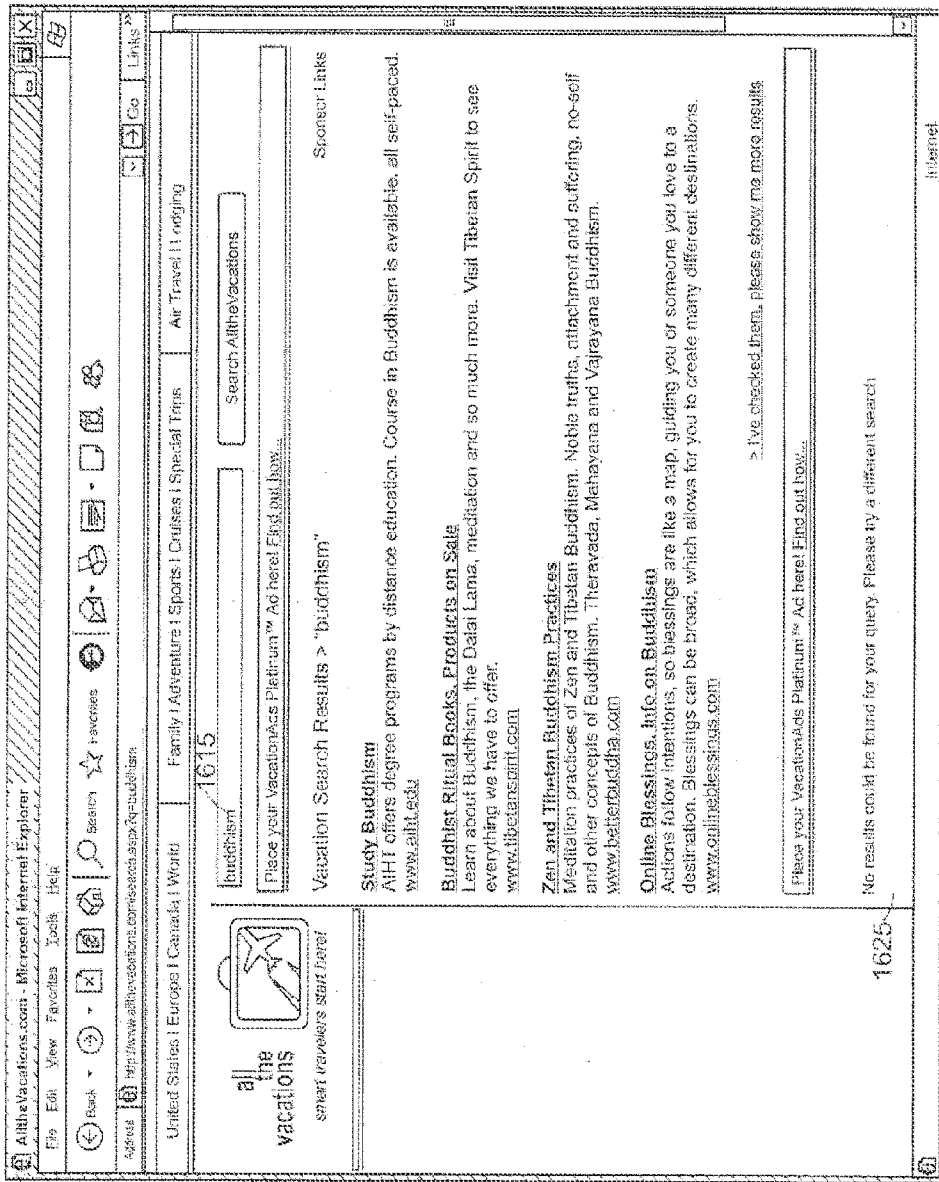 AlltheVacations.com - Microsoft Internet Explorer
File Edit View Favorites Tools Help
Back Search Favorites
Address http://www.allthevacations.com/search.aspx?q=buddhism Go Links »
United States | Europe | Canada | World Family | Adventure | Sports | Cruises | Special Trips Air Travel | Lodging
all the vacations
smart travelers start here!
1615
buddhism Search AlltheVacations
Place your VacationAds Platinum™ Ad here! Find out how...
Vacation Search Results > "buddhism" Sponsor Links
Study Buddhism
AIHT offers degree programs by distance education. Course in Buddhism is available, all self-paced.
www.aiht.edu
Buddhist Ritual Books, Products on Sale
Learn about Buddhism, the Dalai Lama, meditation and so much more. Visit Tibetan Spirit to see
everything we have to offer.
www.tibetanspirit.com
Zen and Tibetan Buddhism Practices
Meditation practices of Zen and Tibetan Buddhism. Noble truths, attachment and suffering, no-self
and other concepts of Buddhism. Theravada, Mahayana and Vajrayana Buddhism.
www.betterbuddha.com
Online Blessings, Info on Buddhism
Actions follow intentions, so blessings are like a map, guiding you or someone you love to a
destination. Blessings can be broad, which allows for you to create many different destinations.
www.onlineblessings.com
> I've checked them, please show me more results
Place your VacationAds Platinum™ Ad here! Find out how...
1625
No results could be found for your query. Please try a different search
Internet